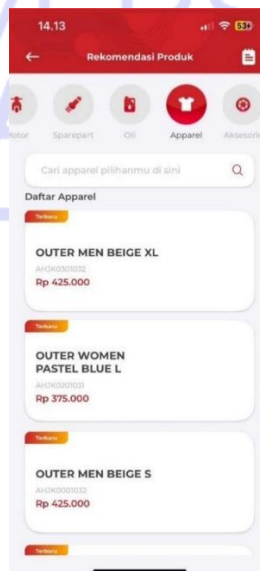 14.13
53
Rekomendasi Produk
Motor Sparepart Oli Apparel Aksesoris
Cari apparel pilihanmu di sini
Daftar Apparel
Terbaru
OUTER MEN BEIGE XL
Rp 425.000
Terbaru
OUTER WOMEN
PASTEL BLUE L
Rp 375.000
Terbaru
OUTER MEN BEIGE S
Rp 425.000
Terbaru